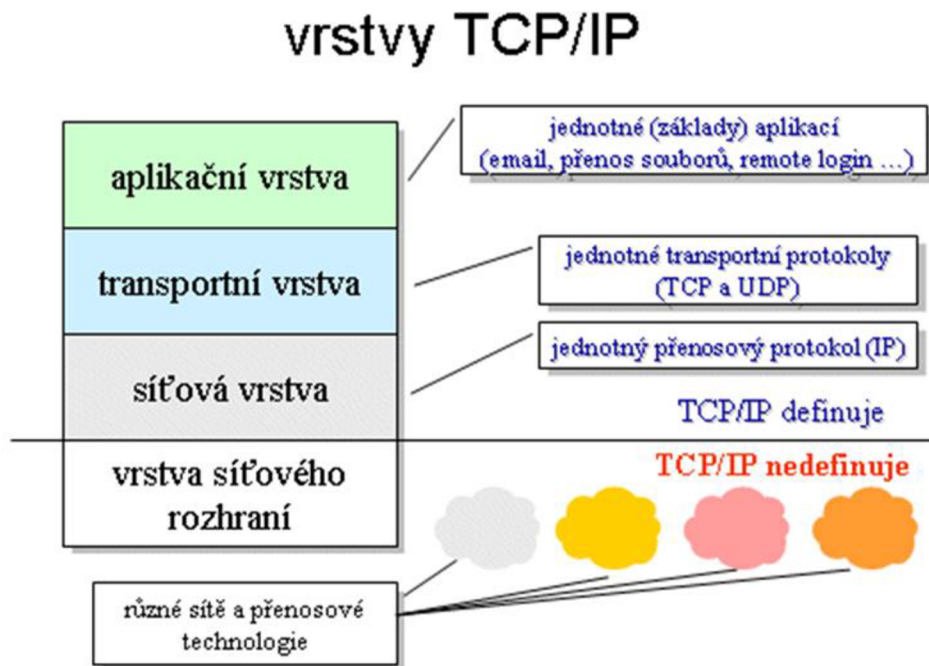 vrstvy TCP/IP
aplikační vrstva
jednotné (základy) aplikací
(email, přenos souborů, remote login ...)
transportní vrstva
jednotné transportní protokoly
(TCP a UDP)
síťová vrstva
jednotný přenosový protokol (IP)
TCP/IP definuje
TCP/IP nedefinuje
vrstva síťového
rozhraní
různé sítě a přenosové
technologie